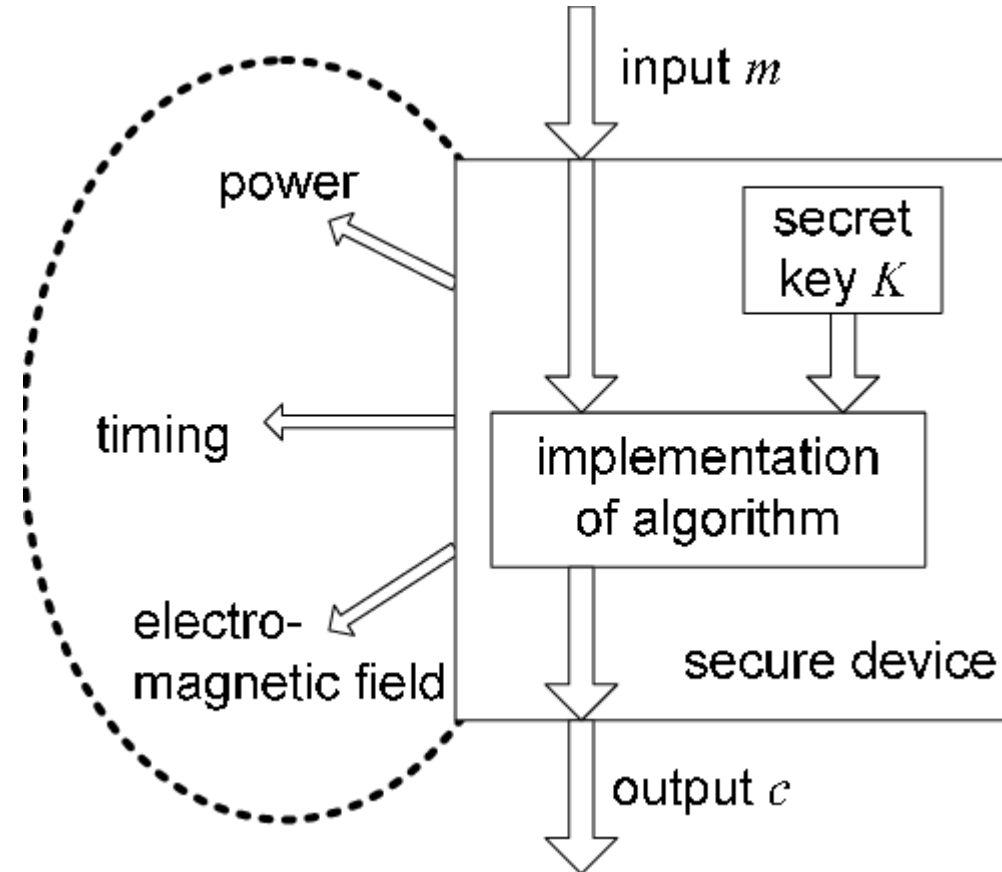 input m
power
secret
key K
timing
implementation
of algorithm
electro-
magnetic field
secure device
output c